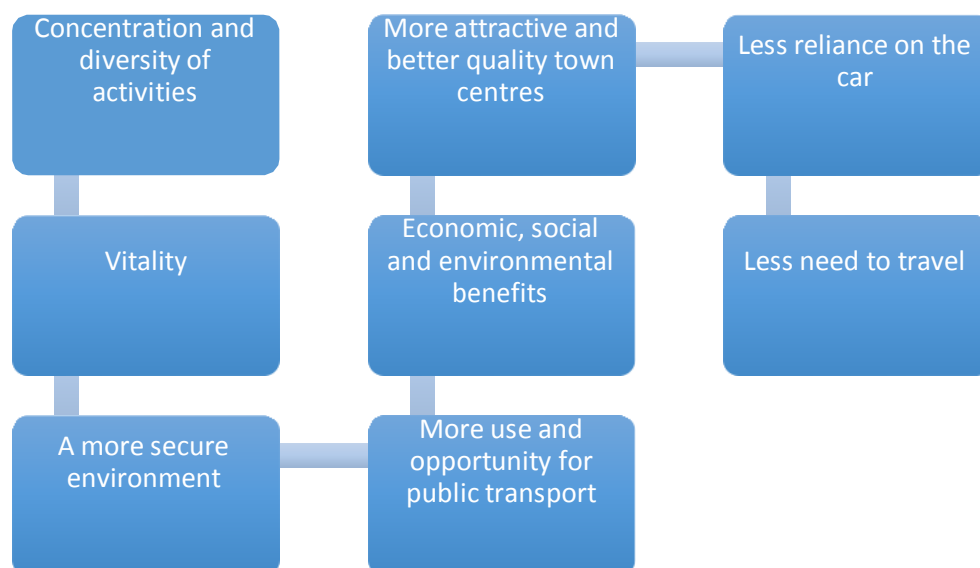 Concentration and
diversity of
activities
Vitality
A more secure
environment
More use and
opportunity for
public transport
Economic, social
and environmental
benefits
More attractive and
better quality town
centres
Less reliance on the
car
Less need to travel